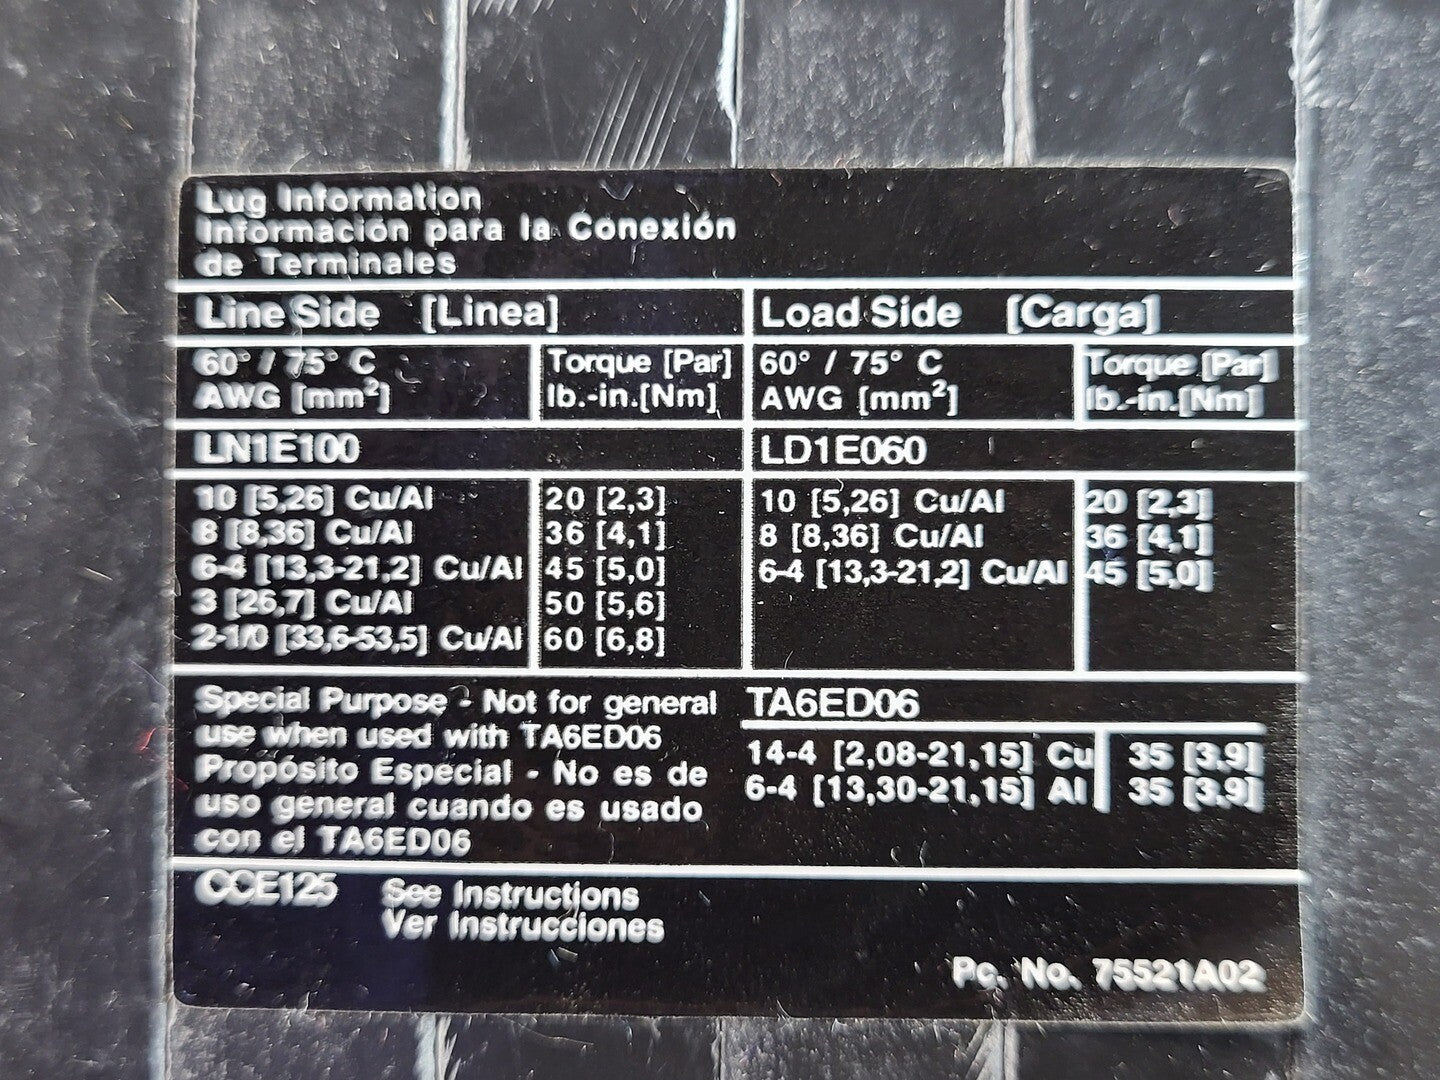 Lug Information
Información para la Conexión
de Terminales
Line Side [Linea]
60° / 75° C
AWG [mm²]
Torque [Par]
lb.-in.[Nm]
Load Side [Carga]
60° / 75° C
AWG [mm²]
Torque [Par]
lb.-in.[Nm]
LN1E100
10 [5,26] Cu/Al 20 [2,3]
8 [8,36] Cu/Al 36 [4,1]
6-4 [13,3-21,2] Cu/Al 45 [5,0]
3 [26,7] Cu/Al 50 [5,6]
2-1/0 [33,6-53,5] Cu/Al 60 [6,8]
LD1E060
10 [5,26] Cu/Al 20 [2,3]
8 [8,36] Cu/Al 36 [4,1]
6-4 [13,3-21,2] Cu/Al 45 [5,0]
Special Purpose - Not for general
use when used with TA6ED06
Propósito Especial - No es de
uso general cuando es usado
con el TA6ED06
TA6ED06
14-4 [2,08-21,15] Cu 35 [3.9]
6-4 [13,30-21,15] Al 35 [3.9]
CCE125 See Instructions
Ver Instrucciones
Pc. No. 75521A02